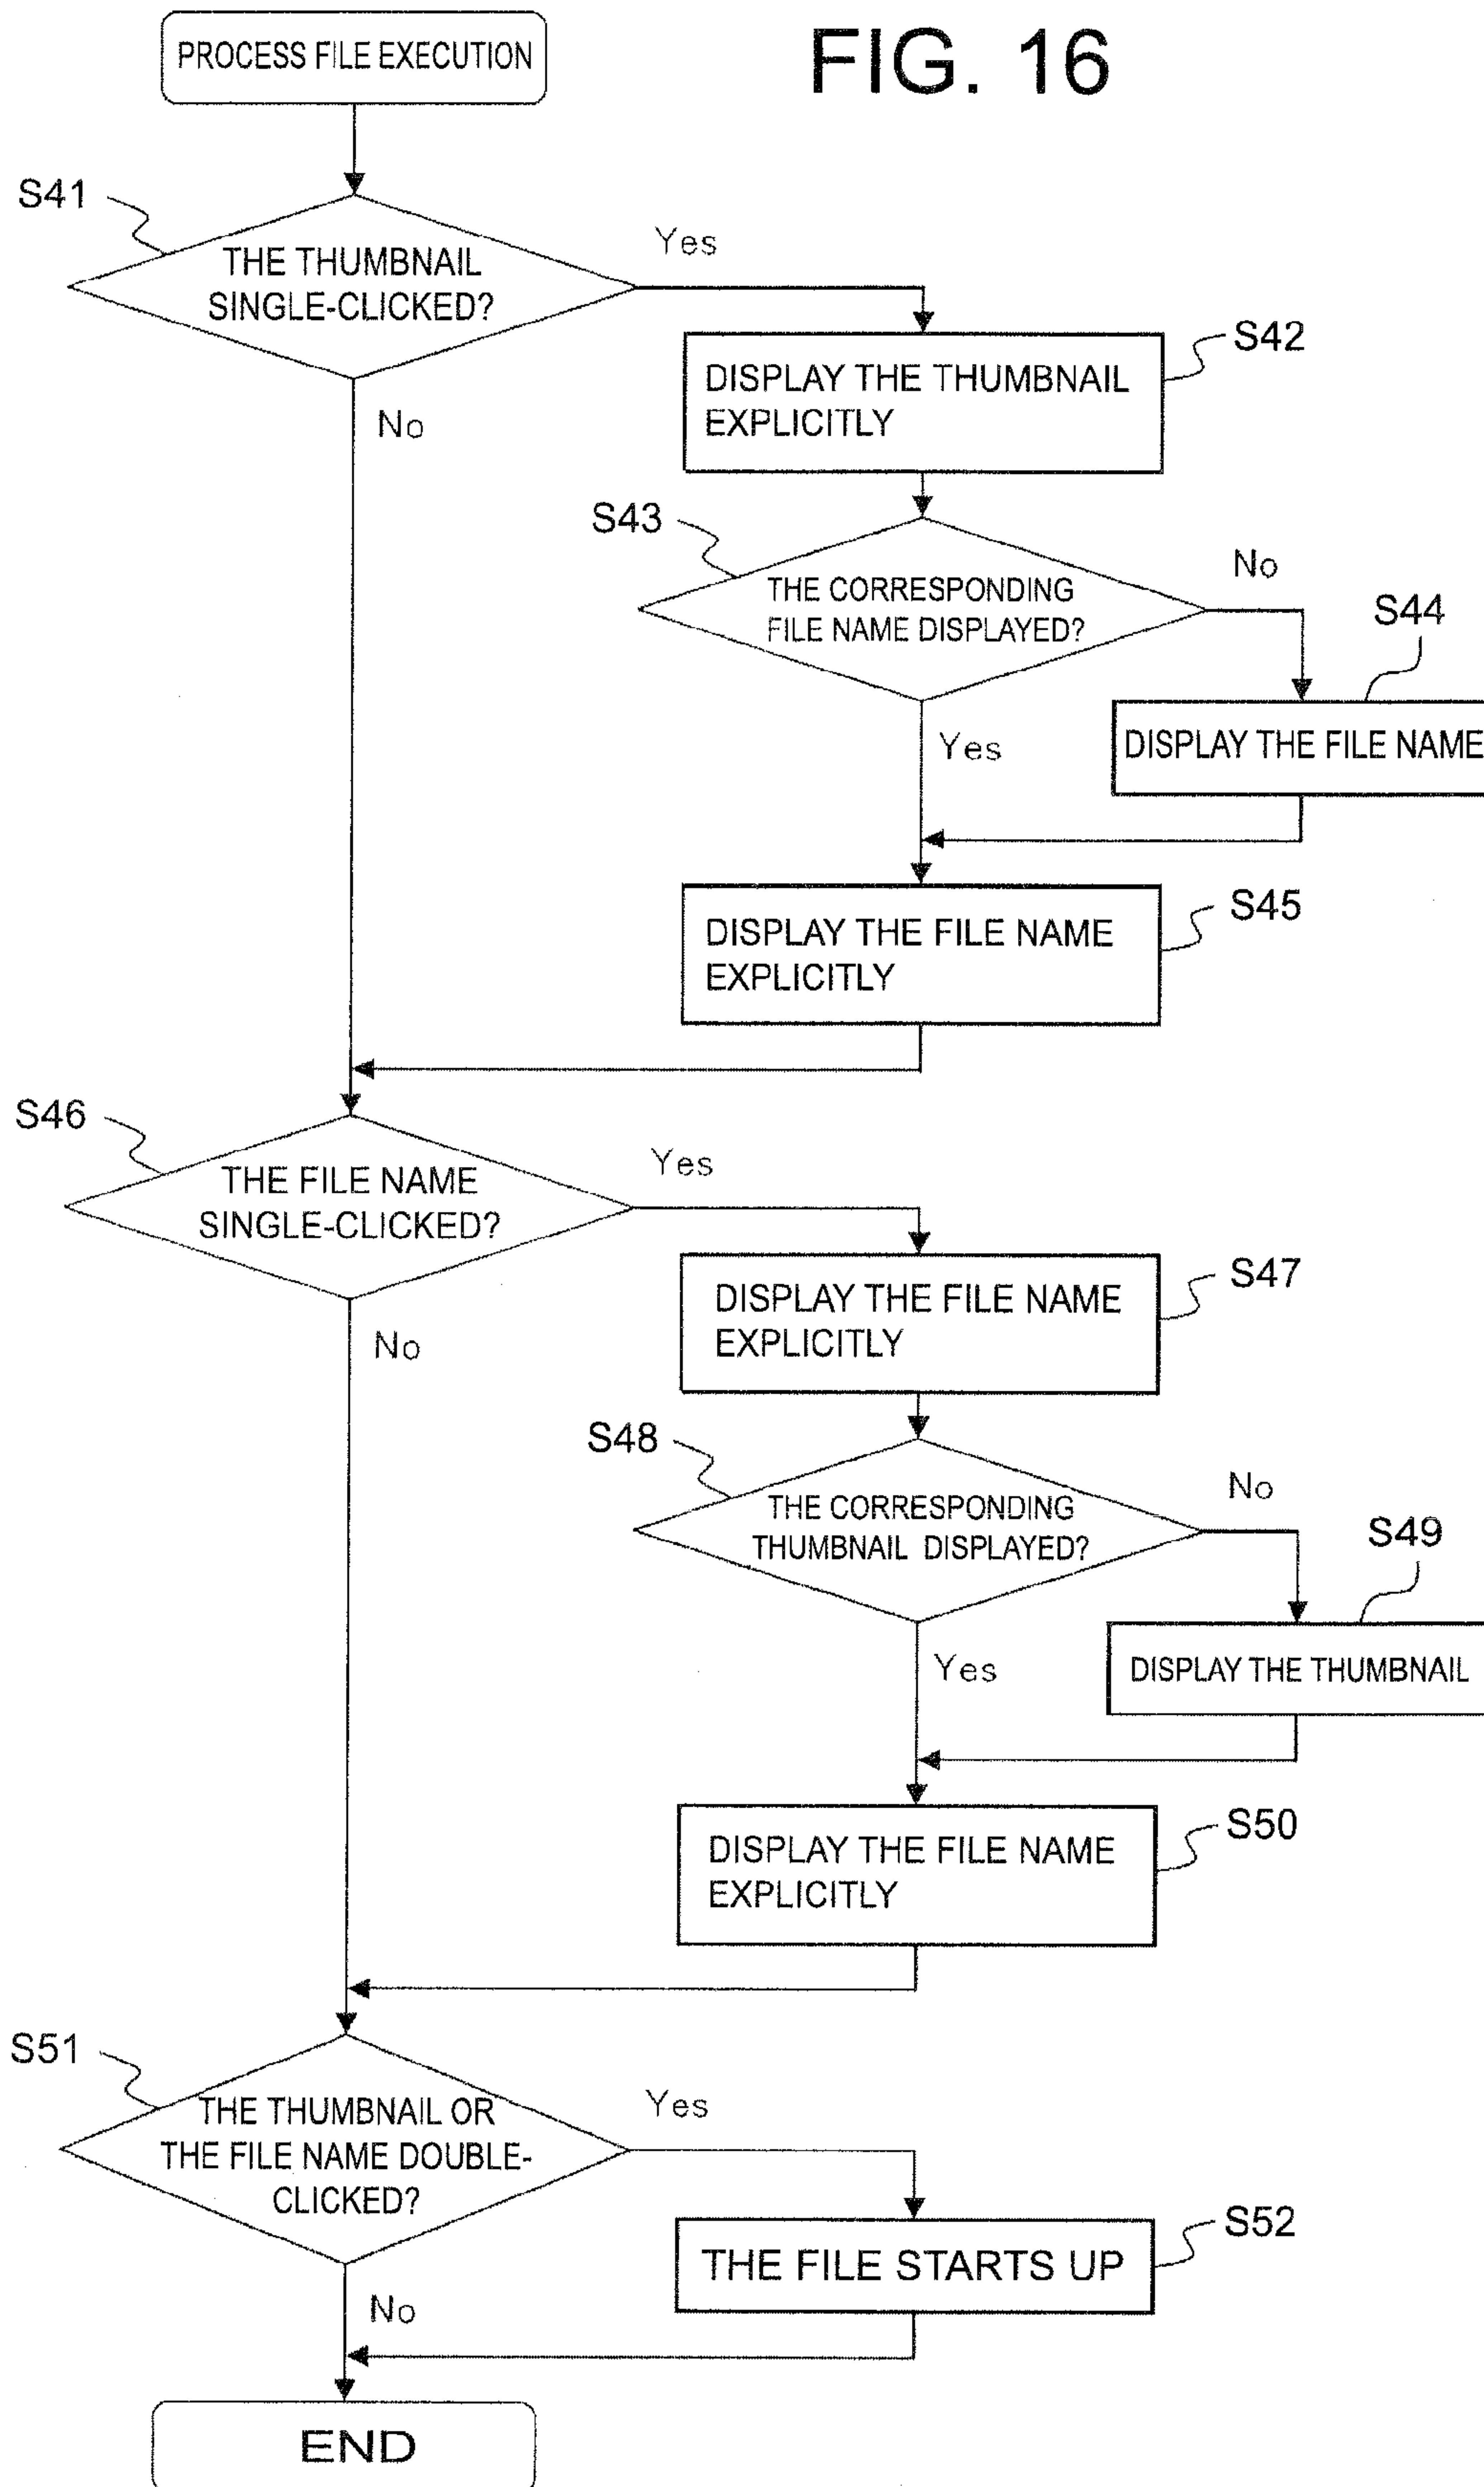 FIG. 16
PROCESS FILE EXECUTION
S41
THE THUMBNAIL
SINGLE-CLICKED?
Yes
No
S42
DISPLAY THE THUMBNAIL
EXPLICITLY
S43
THE CORRESPONDING
FILE NAME DISPLAYED?
No
Yes
S44
DISPLAY THE FILE NAME
S45
DISPLAY THE FILE NAME
EXPLICITLY
S46
THE FILE NAME
SINGLE-CLICKED?
Yes
No
S47
DISPLAY THE FILE NAME
EXPLICITLY
S48
THE CORRESPONDING
THUMBNAIL DISPLAYED?
No
Yes
S49
DISPLAY THE THUMBNAIL
S50
DISPLAY THE FILE NAME
EXPLICITLY
S51
THE THUMBNAIL OR
THE FILE NAME DOUBLE-
CLICKED?
Yes
No
S52
THE FILE STARTS UP
END